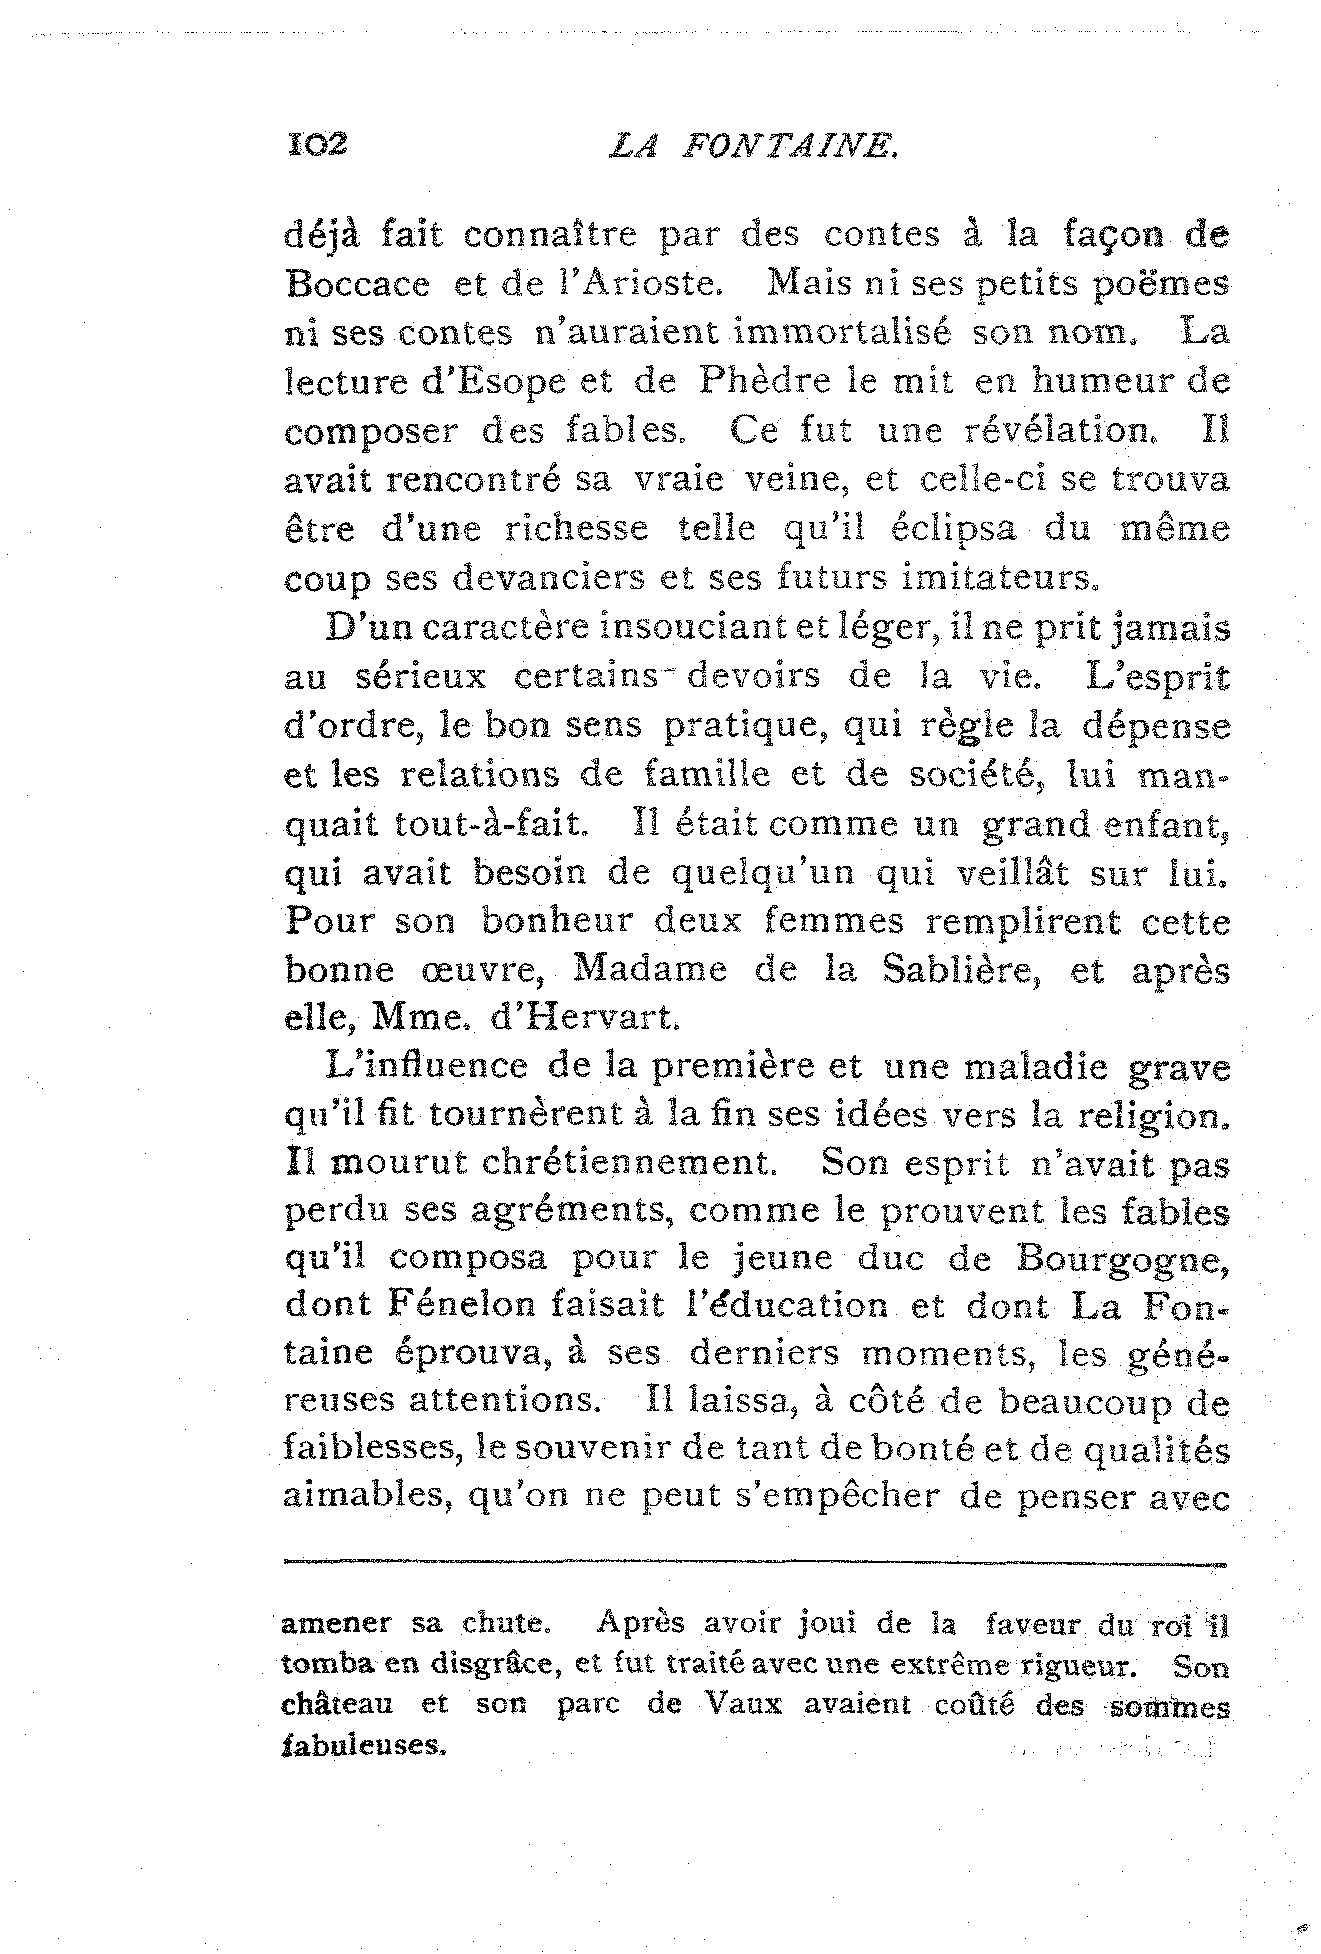 102 LA FONTAINE.
déjà fait connaître par des contes à la façon de
Boccace et de l'Arioste. Mais ni ses petits poëmes
ni ses contes n'auraient immortalisé son nom. La
lecture d'Esope et de Phèdre le mit en humeur de
composer des fables. Ce fut une révélation. Il
avait rencontré sa vraie veine, et celle-ci se trouva
être d'une richesse telle qu'il éclipsa du même
coup ses devanciers et ses futurs imitateurs.
D'un caractère insouciant et léger, il ne prit jamais
au sérieux certains devoirs de la vie. L'esprit
d'ordre, le bon sens pratique, qui règle la dépense
et les relations de famille et de société, lui man-
quait tout-à-fait. Il était comme un grand enfant,
qui avait besoin de quelqu'un qui veillât sur lui.
Pour son bonheur deux femmes remplirent cette
bonne œuvre, Madame de la Sablière, et après
elle, Mme. d'Hervart.
L'influence de la première et une maladie grave
qu'il fit tournèrent à la fin ses idées vers la religion.
Il mourut chrétiennement. Son esprit n'avait pas
perdu ses agréments, comme le prouvent les fables
qu'il composa pour le jeune duc de Bourgogne,
dont Fénelon faisait l'éducation et dont La Fon-
taine éprouva, à ses derniers moments, les géné-
reuses attentions. Il laissa, à côté de beaucoup de
faiblesses, le souvenir de tant de bonté et de qualités
aimables, qu'on ne peut s'empêcher de penser avec
amener sa chute. Après avoir joui de la faveur du roi il
tomba en disgrâce, et fut traité avec une extrême rigueur. Son
château et son parc de Vaux avaient coûté des sommes
fabuleuses.